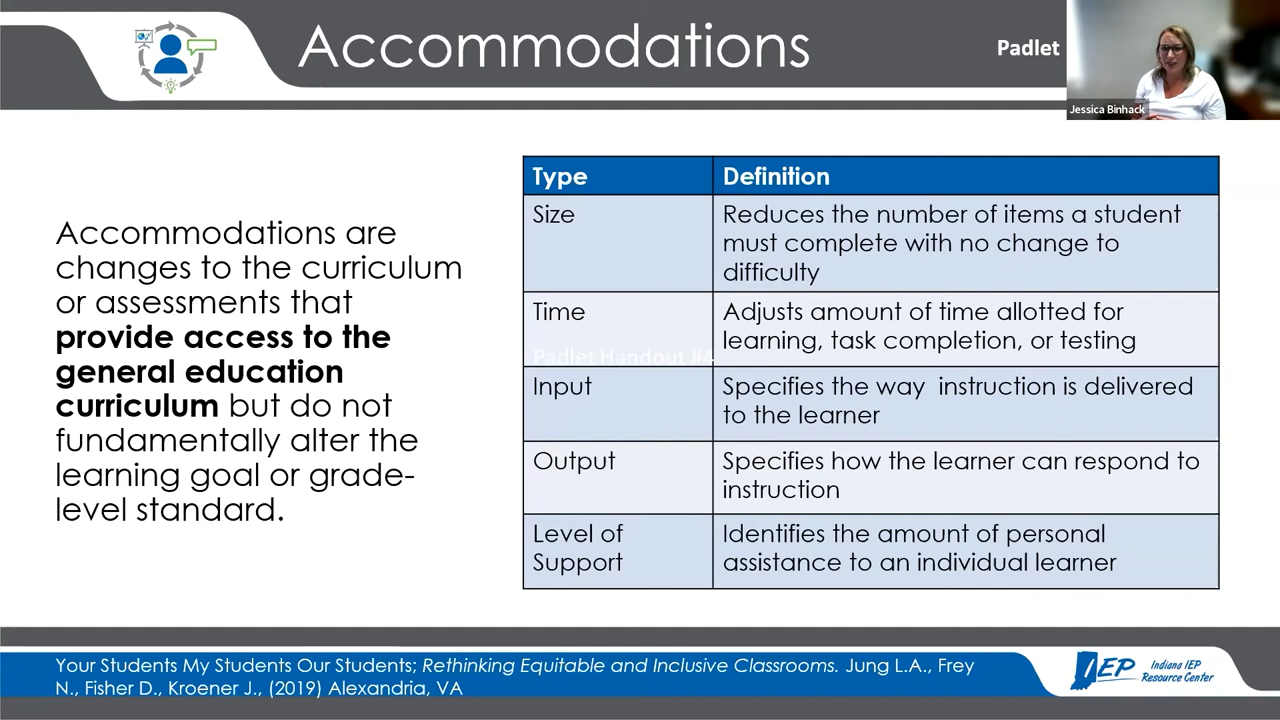 Accommodations
Padlet
Jessica Binhack
Accommodations are
changes to the curriculum
or assessments that
provide access to the
general education
curriculum but do not
fundamentally alter the
learning goal or grade-
level standard.
Type Definition
Size Reduces the number of items a student
must complete with no change to
difficulty
Time Adjusts amount of time allotted for
learning, task completion, or testing
Padlet Handout #4
Input Specifies the way instruction is delivered
to the learner
Output Specifies how the learner can respond to
instruction
Level of Identifies the amount of personal
Support assistance to an individual learner
Your Students My Students Our Students; Rethinking Equitable and Inclusive Classrooms. Jung L.A., Frey
N., Fisher D., Kroener J., (2019) Alexandria, VA
IEP Indiana IEP
Resource Center